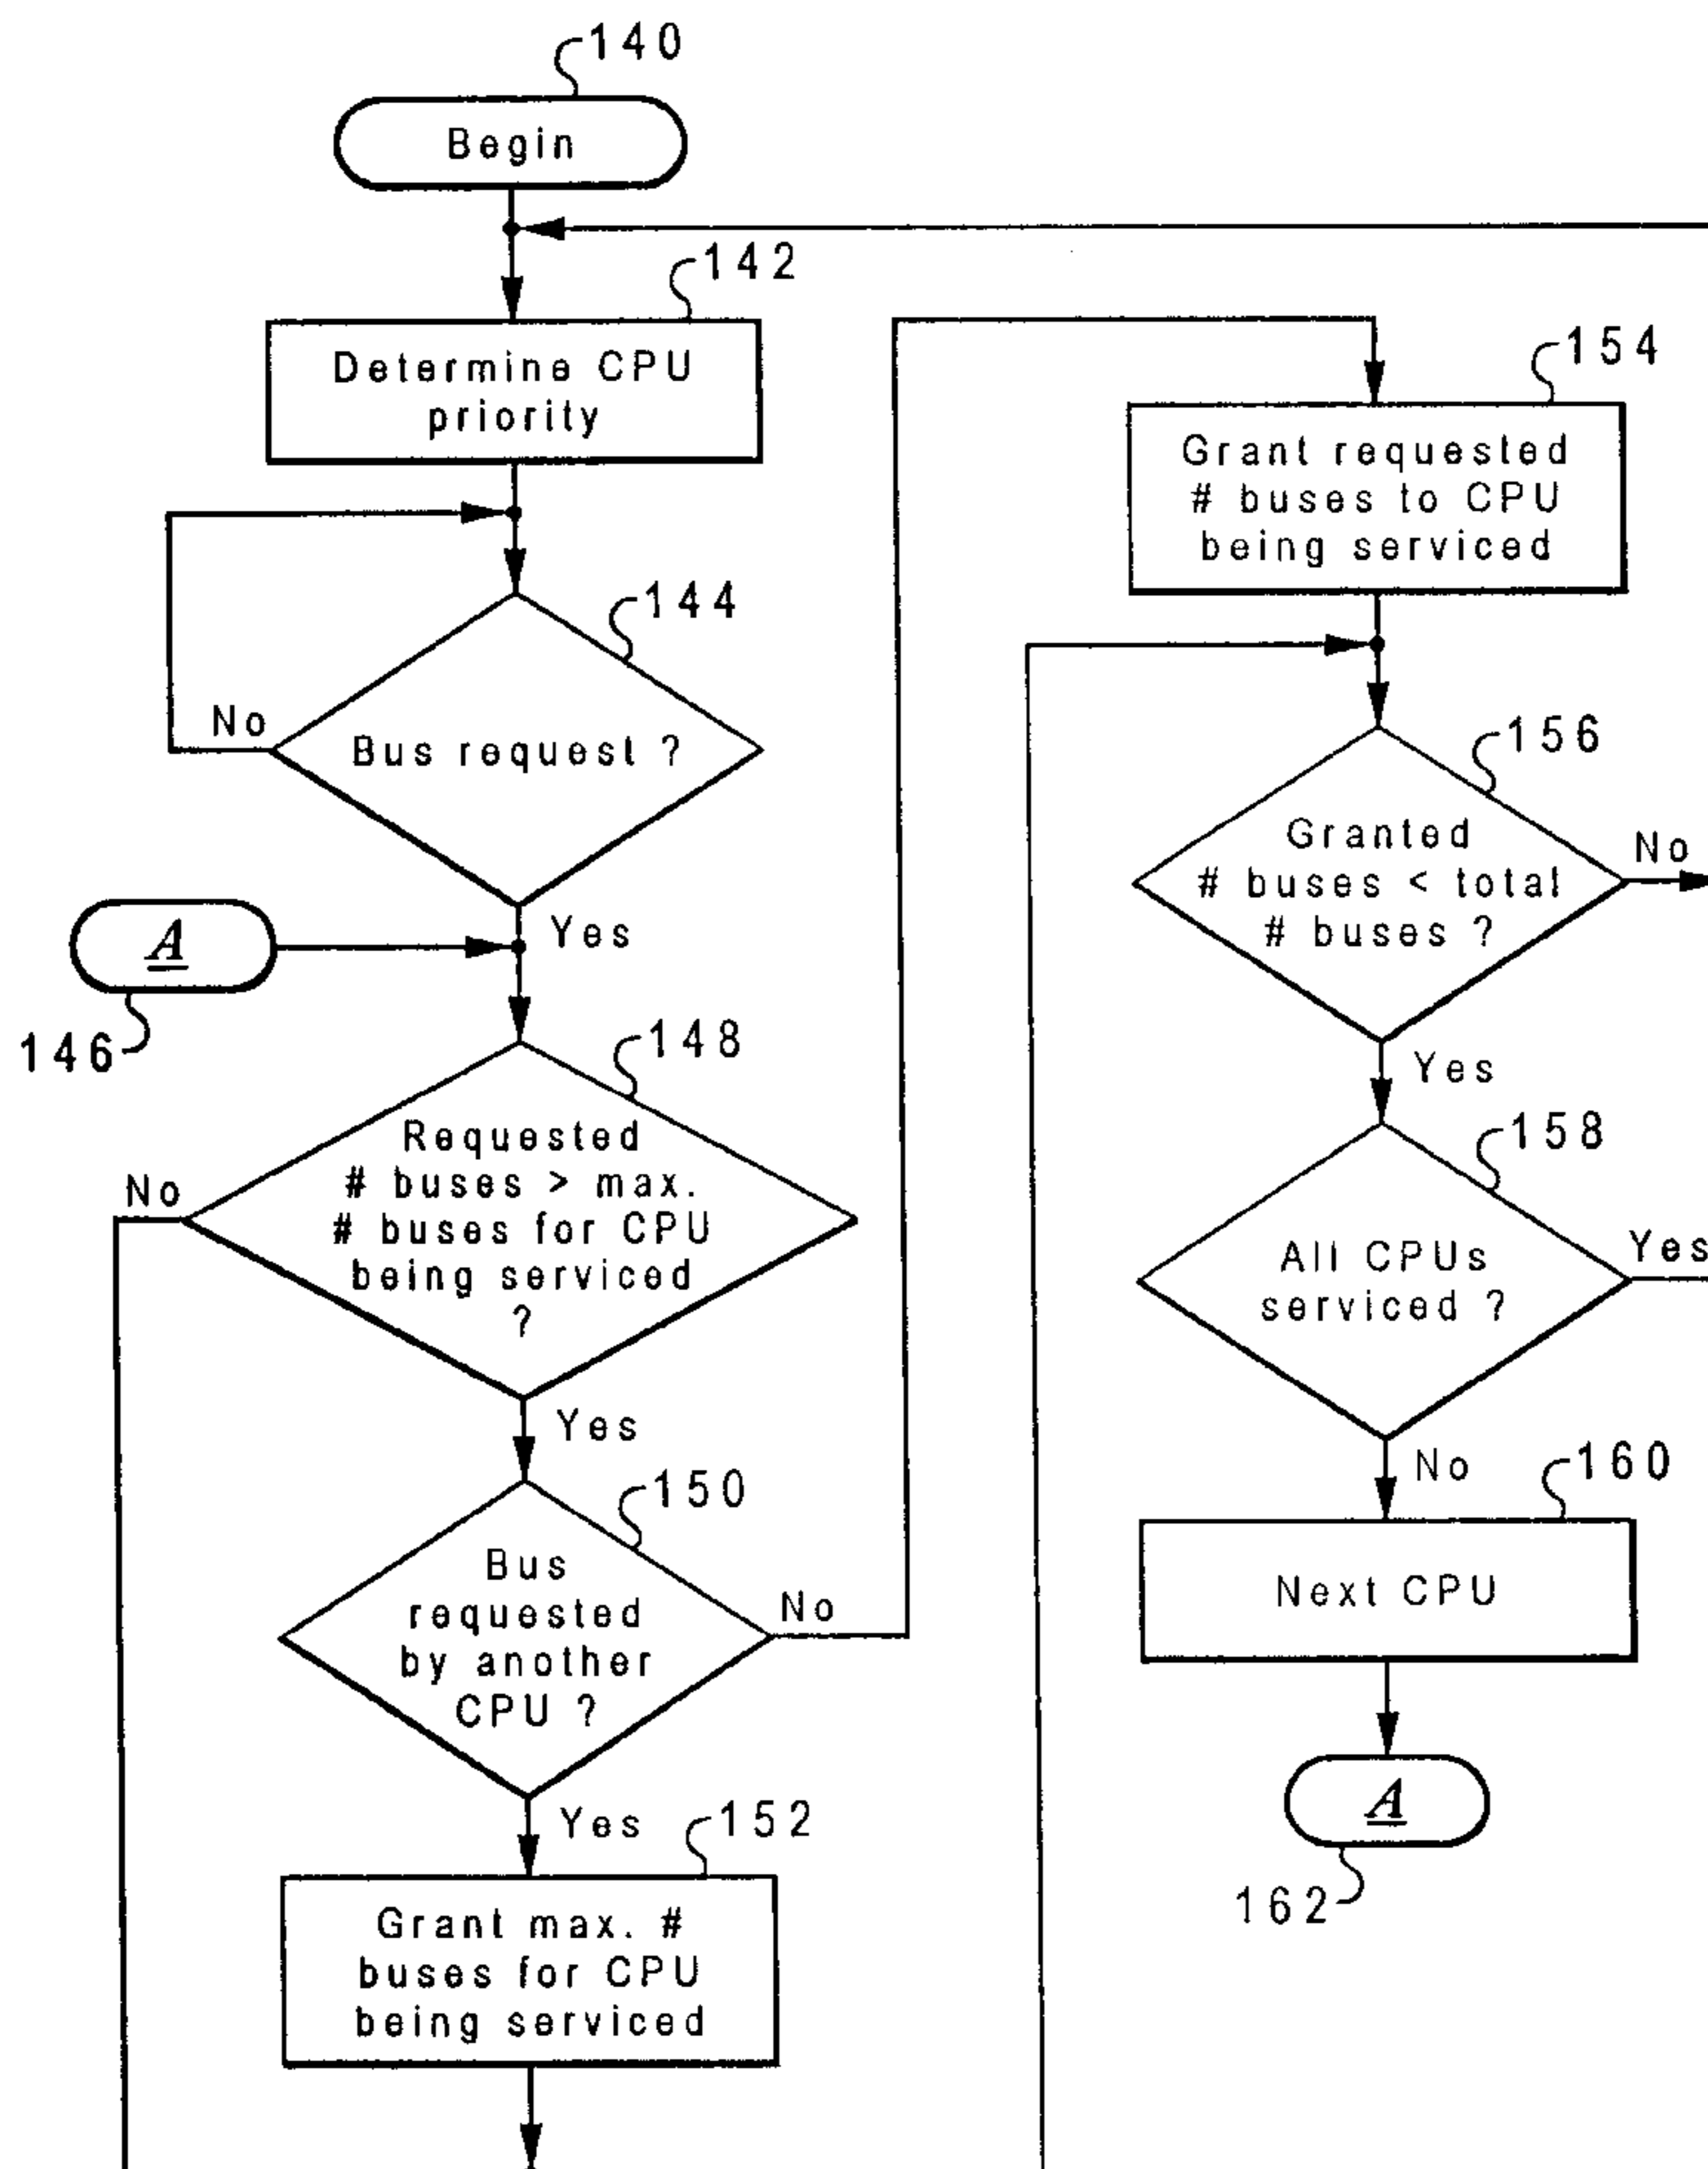 140
Begin
142
Determine CPU
priority
144
No
Bus request ?
Yes
A
146
148
Requested
# buses > max.
# buses for CPU
being serviced
?
No
Yes
150
Bus
requested
by another
CPU ?
No
Yes
152
Grant max. #
buses for CPU
being serviced
154
Grant requested
# buses to CPU
being serviced
156
Granted
# buses < total
# buses ?
No
Yes
158
All CPUs
serviced ?
Yes
No
160
Next CPU
A
162